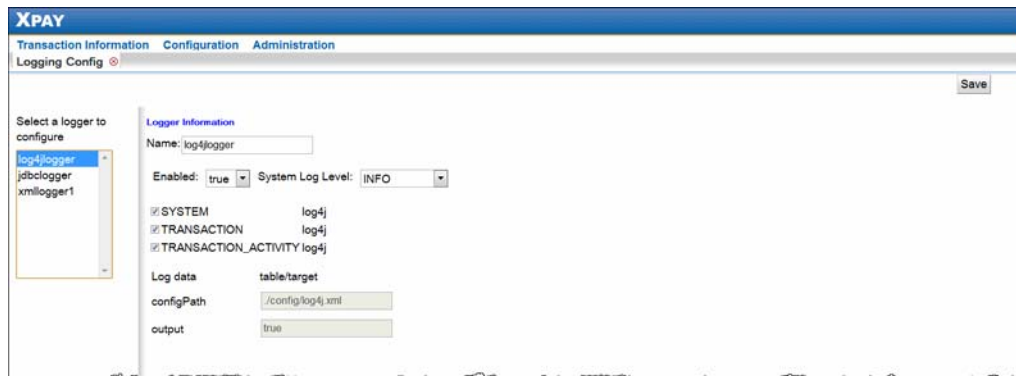 XPAY
Transaction Information Configuration Administration
Logging Config
Save
Select a logger to
configure
log4jlogger
jdbclogger
xmllogger1
Logger Information
Name: log4jlogger
Enabled: true System Log Level: INFO
SYSTEM log4j
TRANSACTION log4j
TRANSACTION_ACTIVITY log4j
Log data table/target
configPath ./config/log4j.xml
output true